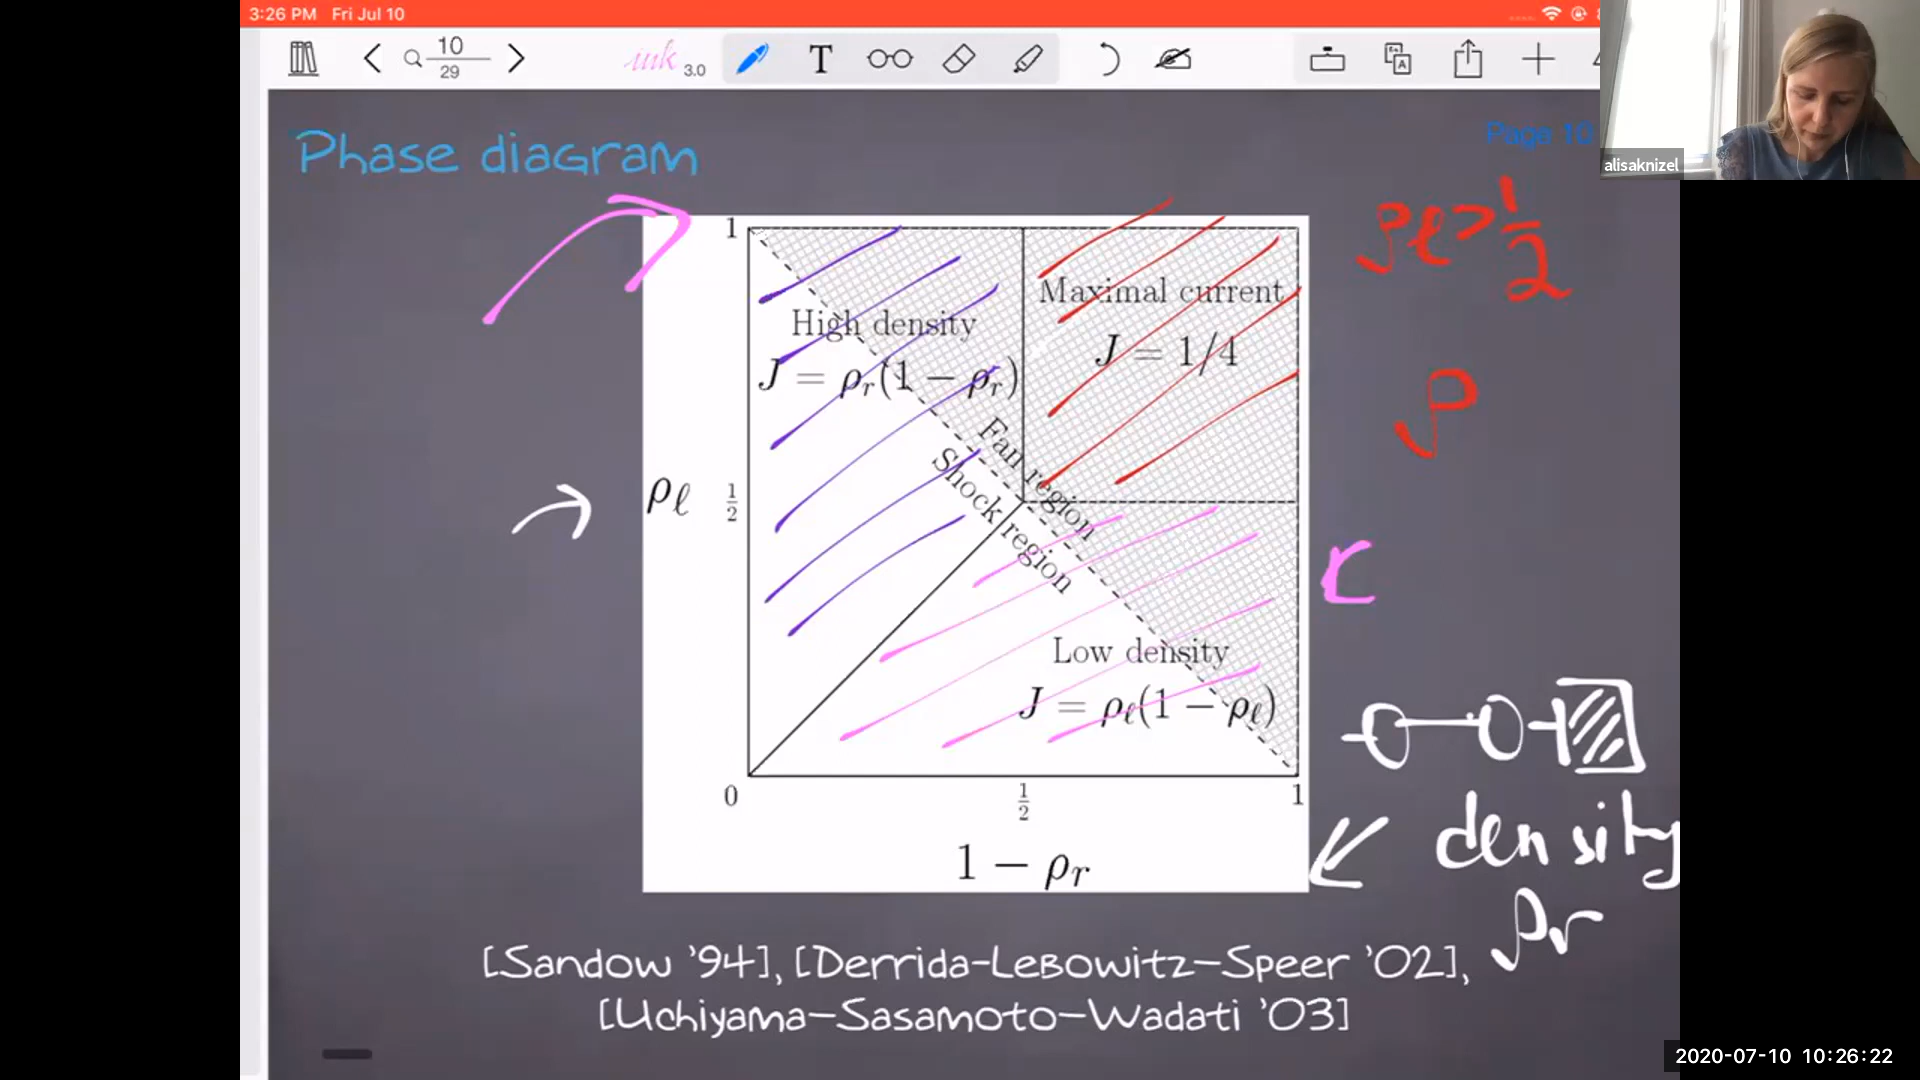 3:26 PM Fri Jul 10
10
29
ink 3.0
T
alisaknizel
Page 10
Phase diagram
ρℓ > 1/2
1
Maximal current
J = 1/4
High density
J = ρr(1 − ρr)
ρ
Fan region
Shock region
ρℓ
1/2
Low density
J = ρℓ(1 − ρℓ)
0
1/2
1
1 − ρr
density
ρr
[Sandow '94], [Derrida-Lebowitz-Speer '02],
[Uchiyama-Sasamoto-Wadati '03]
2020-07-10 10:26:22